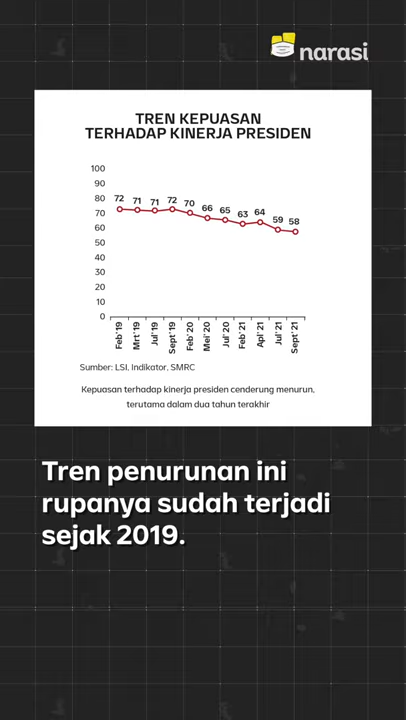 narasi
TREN KEPUASAN
TERHADAP KINERJA PRESIDEN
100
90
80
70
60
50
40
30
20
10
0
72 71 71 72 70 66 65 63 64 59 58
Feb'19 Mrt'19 Jul'19 Sept'19 Feb'20 Mei'20 Jul'20 Feb'21 Apl'21 Jul'21 Sept'21
Sumber: LSI, Indikator, SMRC
Kepuasan terhadap kinerja presiden cenderung menurun,
terutama dalam dua tahun terakhir
Tren penurunan ini
rupanya sudah terjadi
sejak 2019.